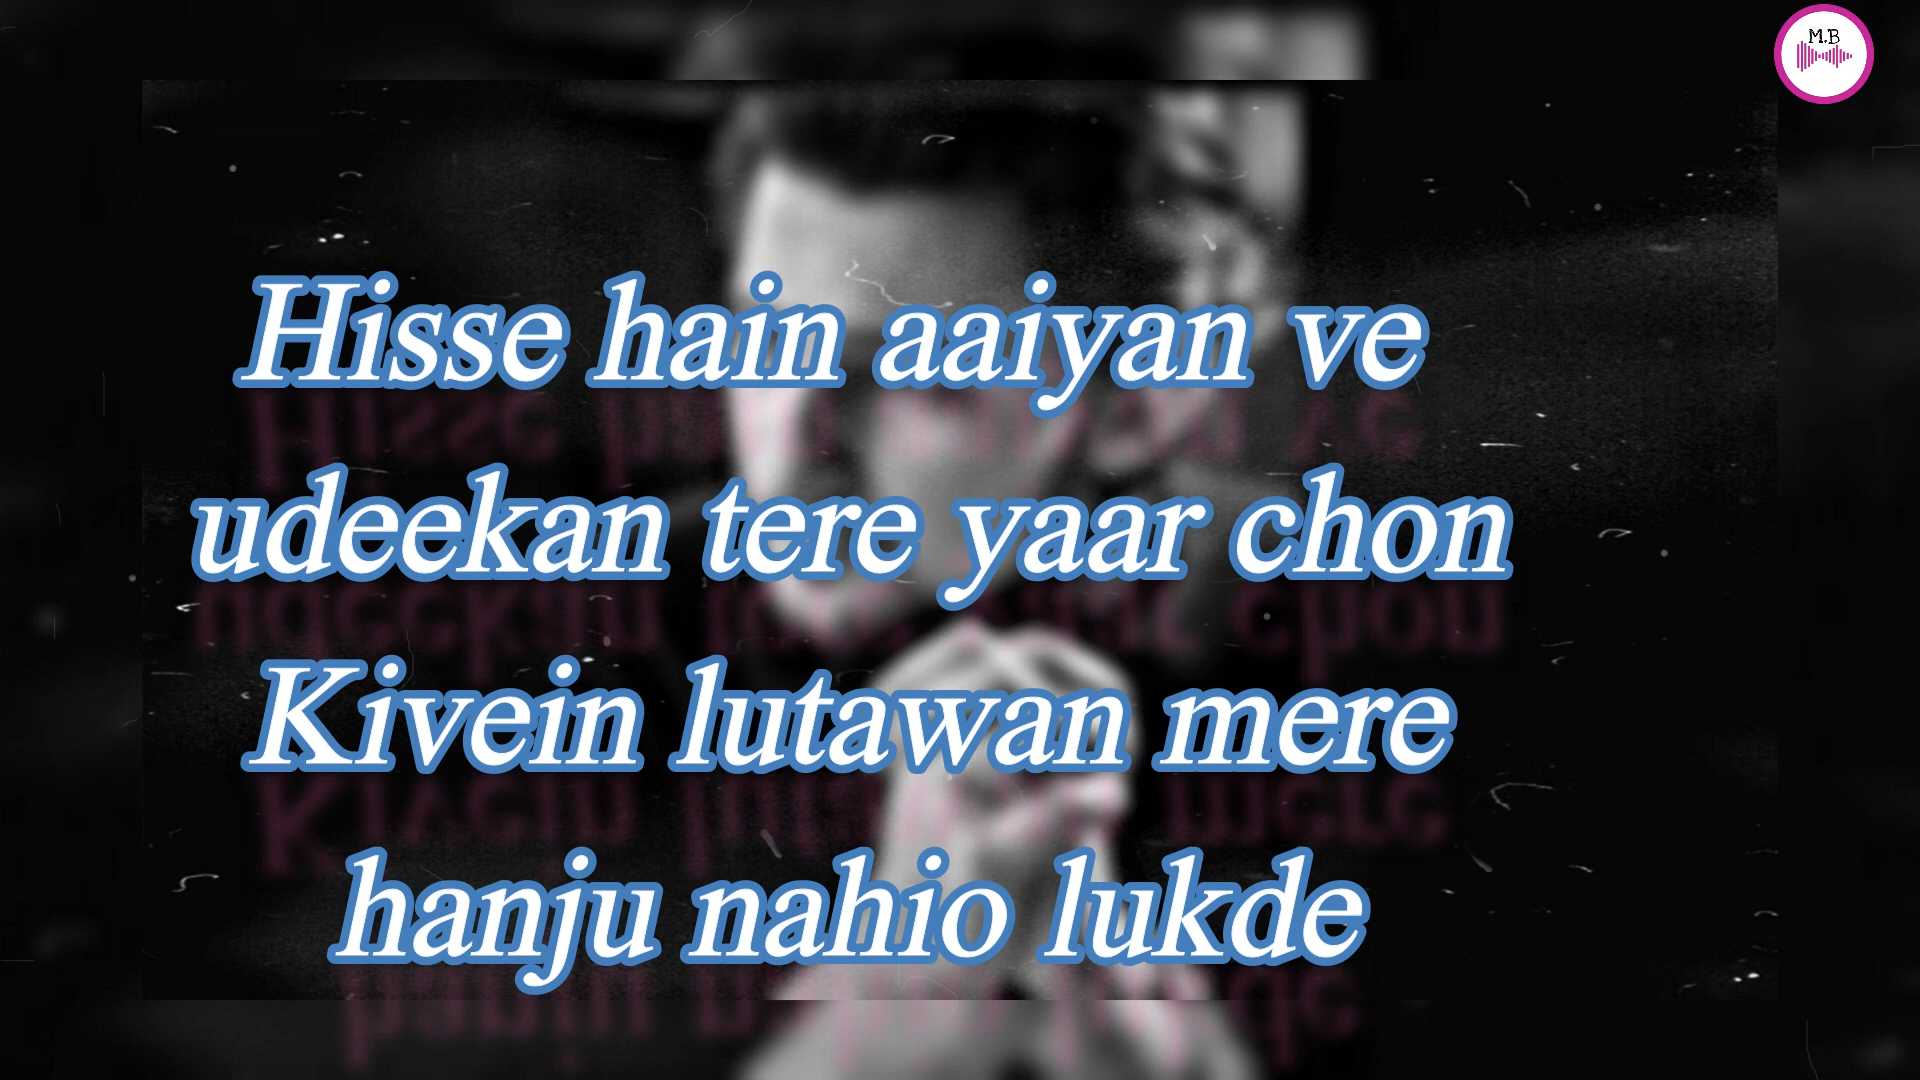 M.B
Hisse hain aaiyan ve
udeekan tere yaar chon
Kivein lutawan mere
hanju nahio lukde